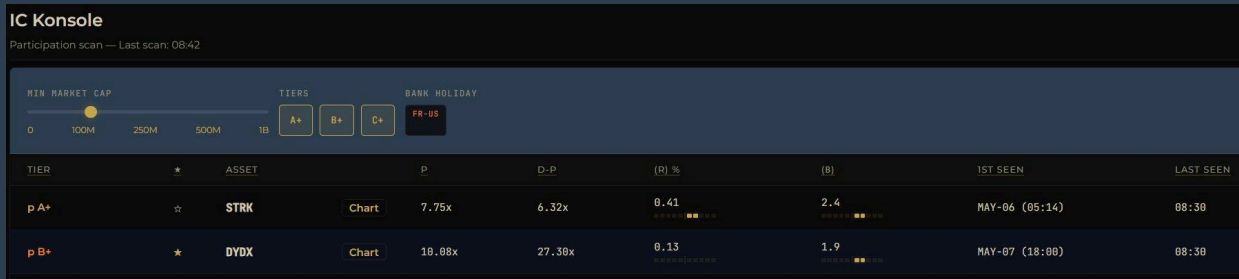 IC Konsole
Participation scan — Last scan: 08:42
MIN MARKET CAP TIERS BANK HOLIDAY
A+ B+ C+ FR-US
0 100M 250M 500M 1B
TIER ★ ASSET P D-P (R) % (B) 1ST SEEN LAST SEEN
p A+ ☆ STRK Chart 7.75x 6.32x 0.41 2.4 MAY-06 (05:14) 08:30
p B+ ★ DYDX Chart 10.08x 27.30x 0.13 1.9 MAY-07 (18:00) 08:30